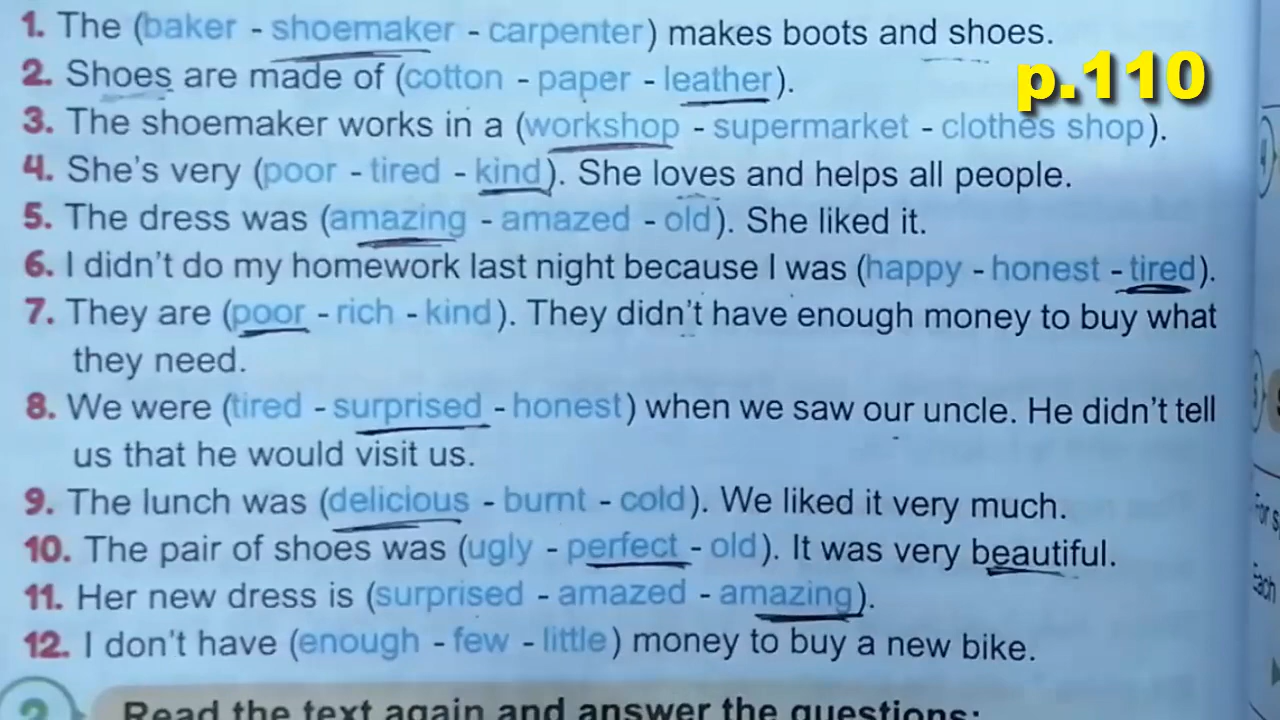 1. The (baker - shoemaker - carpenter) makes boots and shoes.
p.110
2. Shoes are made of (cotton - paper - leather).
3. The shoemaker works in a (workshop - supermarket - clothes shop).
4. She's very (poor - tired - kind). She loves and helps all people.
5. The dress was (amazing - amazed - old). She liked it.
6. I didn't do my homework last night because I was (happy - honest - tired).
7. They are (poor - rich - kind). They didn't have enough money to buy what
they need.
8. We were (tired - surprised - honest) when we saw our uncle. He didn't tell
us that he would visit us.
9. The lunch was (delicious - burnt - cold). We liked it very much.
10. The pair of shoes was (ugly - perfect - old). It was very beautiful.
11. Her new dress is (surprised - amazed - amazing).
12. I don't have (enough - few - little) money to buy a new bike.
2 Read the text again and answer the questions:
For
Each